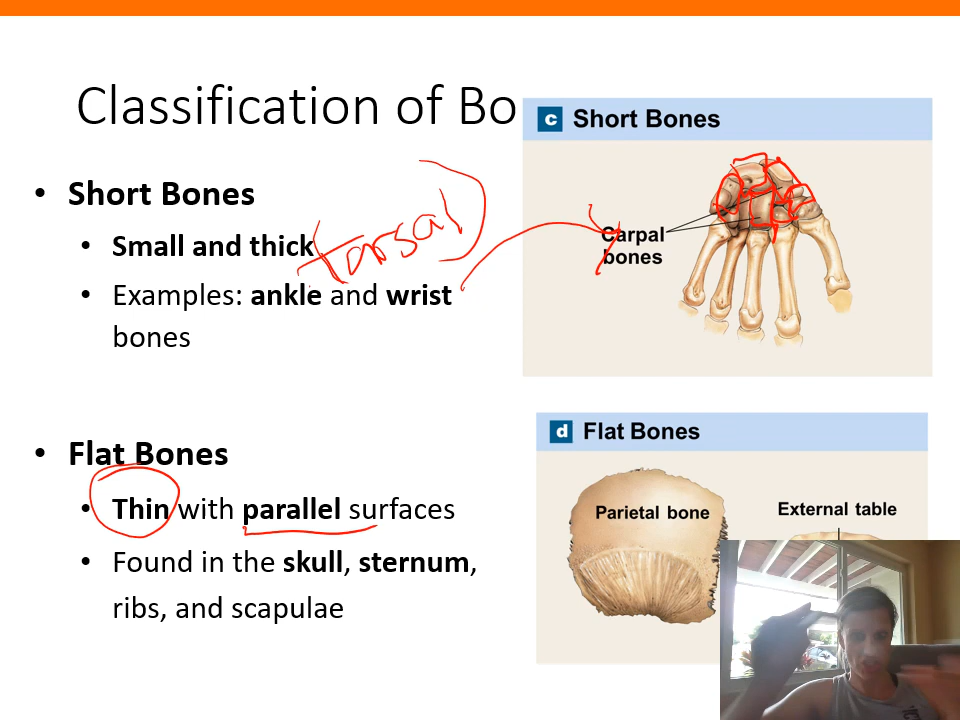 Classification of Bo
• Short Bones
• Small and thick
(tarsal)
• Examples: ankle and wrist
bones
• Flat Bones
• Thin with parallel surfaces
• Found in the skull, sternum,
ribs, and scapulae
c Short Bones
Carpal
bones
d Flat Bones
Parietal bone
External table